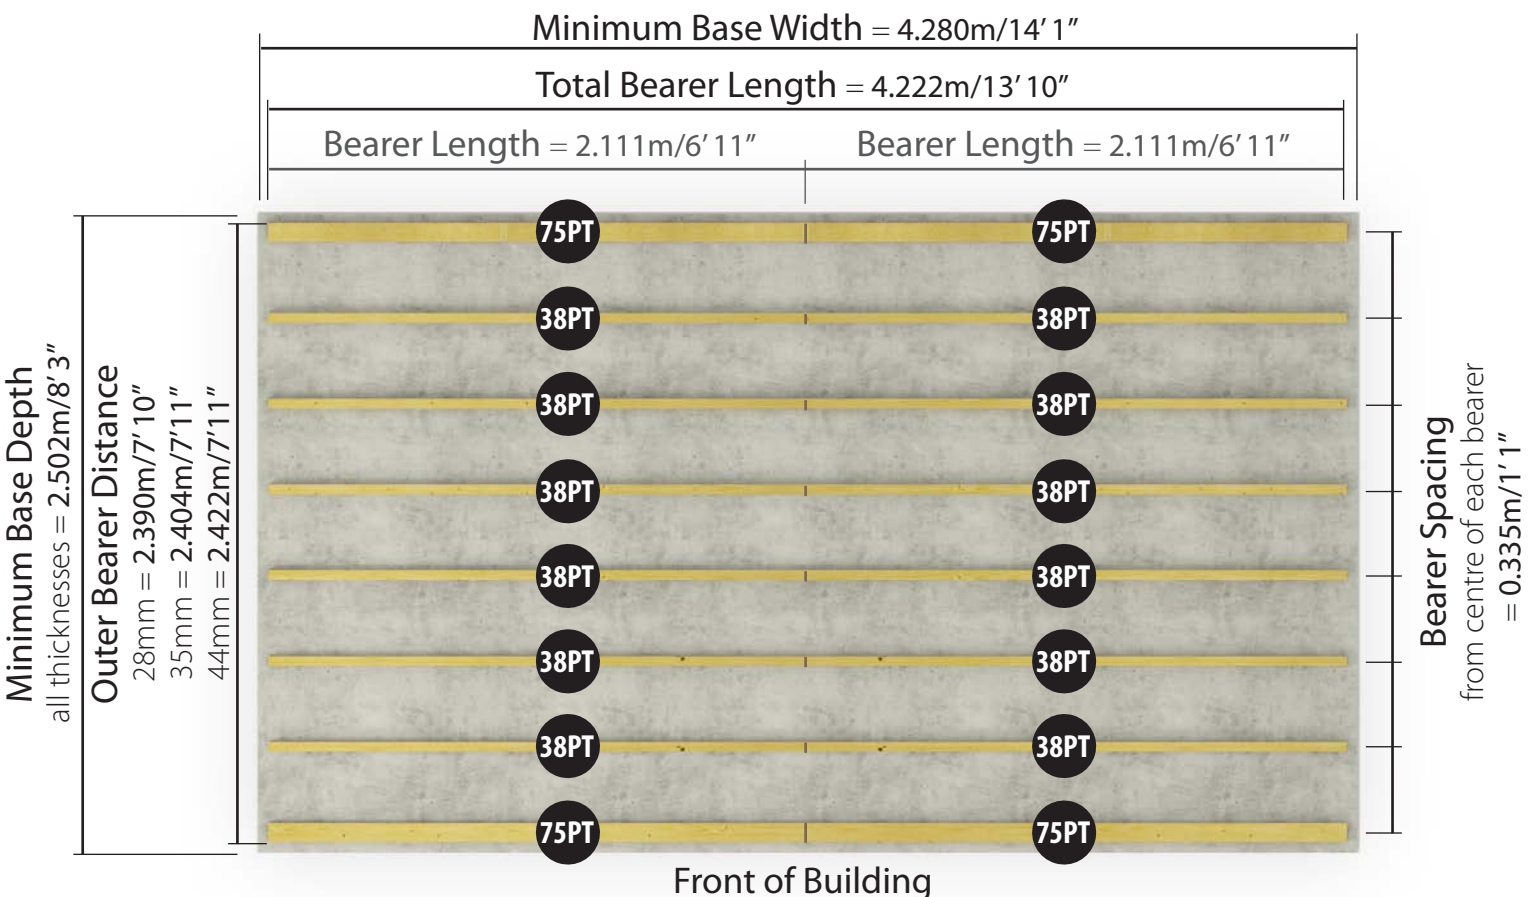 Minimum Base Width = 4.280m/14’ 1”
Total Bearer Length = 4.222m/13’ 10”
Bearer Length = 2.111m/6’ 11”
Bearer Length = 2.111m/6’ 11”
Minimum Base Depth
all thicknesses = 2.502m/8’ 3”
Outer Bearer Distance
28mm = 2.390m/7’ 10”
35mm = 2.404m/7’ 11”
44mm = 2.422m/7’ 11”
75PT
75PT
38PT
38PT
38PT
38PT
38PT
38PT
38PT
38PT
38PT
38PT
38PT
38PT
75PT
75PT
Bearer Spacing
from centre of each bearer
= 0.335m/1’ 1”
Front of Building